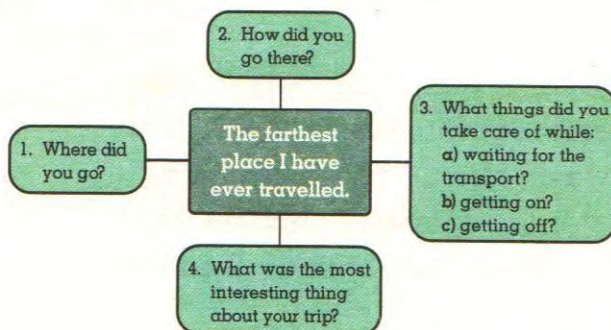 2. How did you
go there?
1. Where did
you go?
The farthest
place I have
ever travelled.
3. What things did you
take care of while:
a) waiting for the
transport?
b) getting on?
c) getting off?
4. What was the most
interesting thing
about your trip?